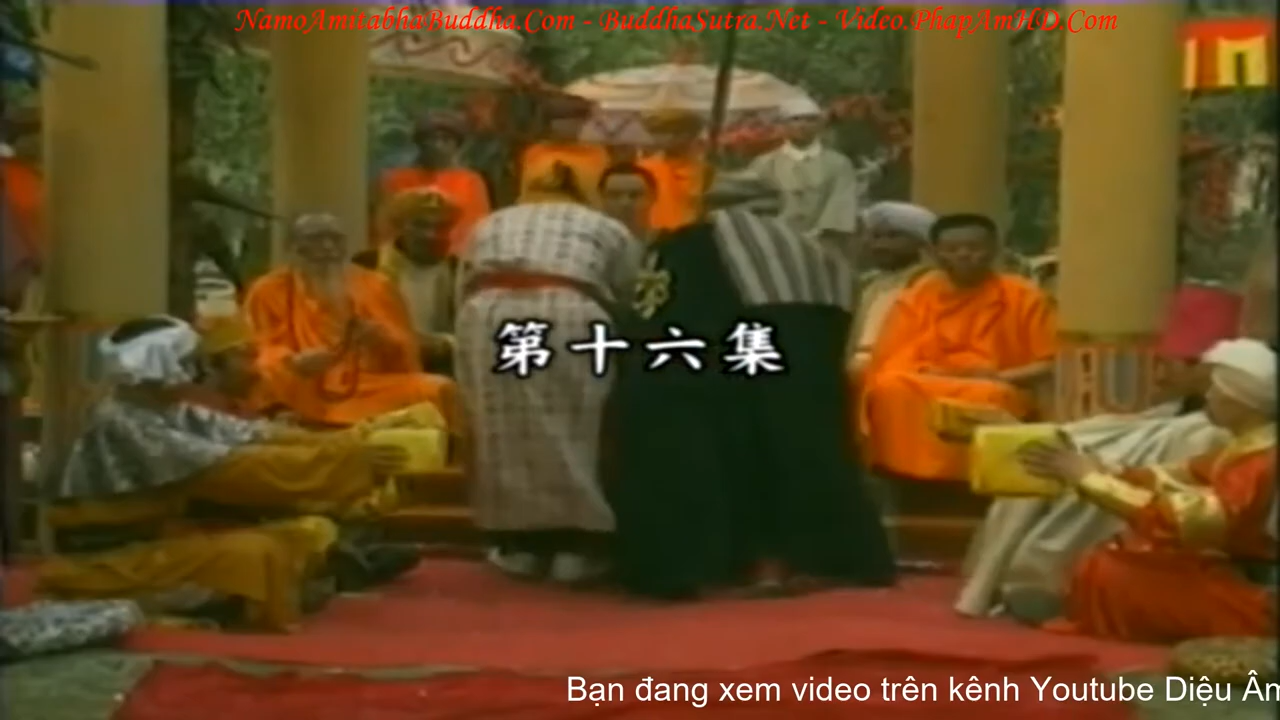 NamoAmitabhaBuddha.Com - BuddhaSutra.Net - Video.PhapAmHD.Com
第十六集
Bạn đang xem video trên kênh Youtube Diệu Âm